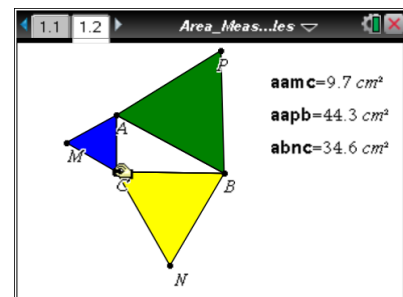 1.1 1.2 Area_Meas...les
P
aamc=9.7 cm²
aapb=44.3 cm²
abnc=34.6 cm²
A
M
C B
N